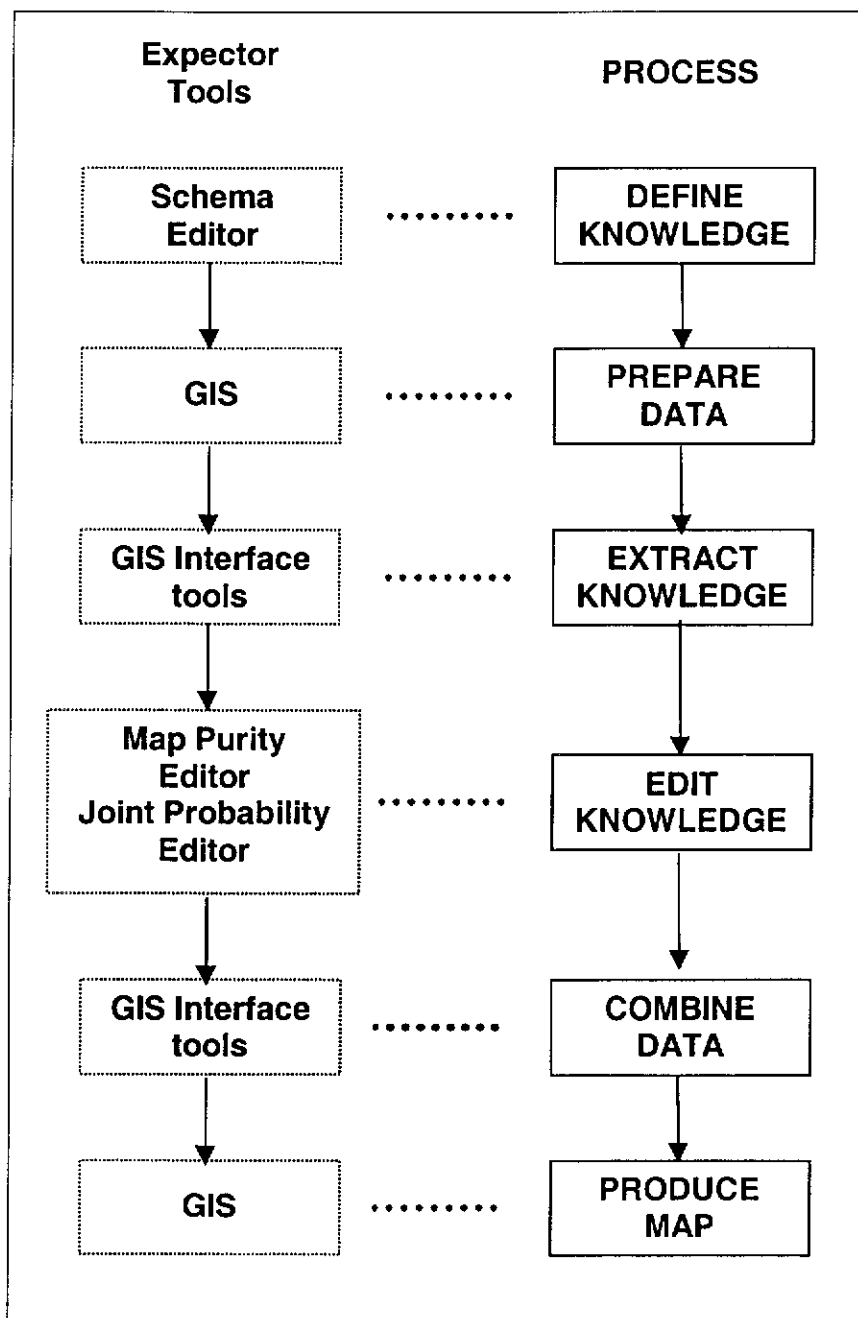 Expector
Tools
PROCESS
Schema
Editor
DEFINE
KNOWLEDGE
GIS
PREPARE
DATA
GIS Interface
tools
EXTRACT
KNOWLEDGE
Map Purity
Editor
Joint Probability
Editor
EDIT
KNOWLEDGE
GIS Interface
tools
COMBINE
DATA
GIS
PRODUCE
MAP